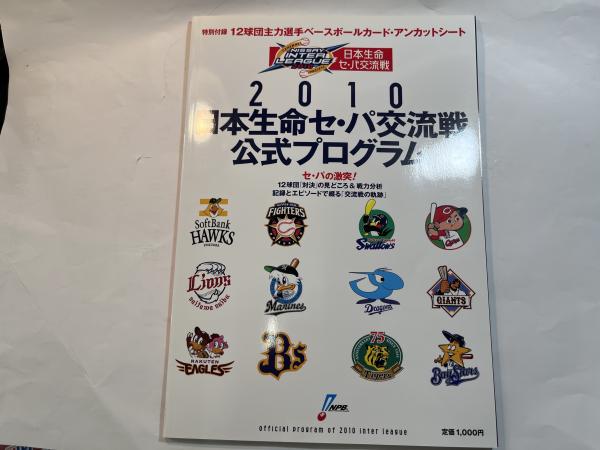 特別付録 12球団主力選手ベースボールカード・アンカットシート
NISSAY
INTER
LEAGUE
2010
日本生命
セ・パ交流戦
2010
日本生命セ・パ交流戦
公式プログラム
セ・パの激突!
12球団「対決」の見どころ&戦力分析
記録とエピソードで綴る「交流戦の軌跡」
SoftBank
HAWKS
FIGHTERS
Swallows
Carp
Lions
saitama seibu
Marines
Dragons
GIANTS
RAKUTEN
EAGLES
Bs
75
Tigers
BayStars
NPB
official program of 2010 inter league
定価1,000円